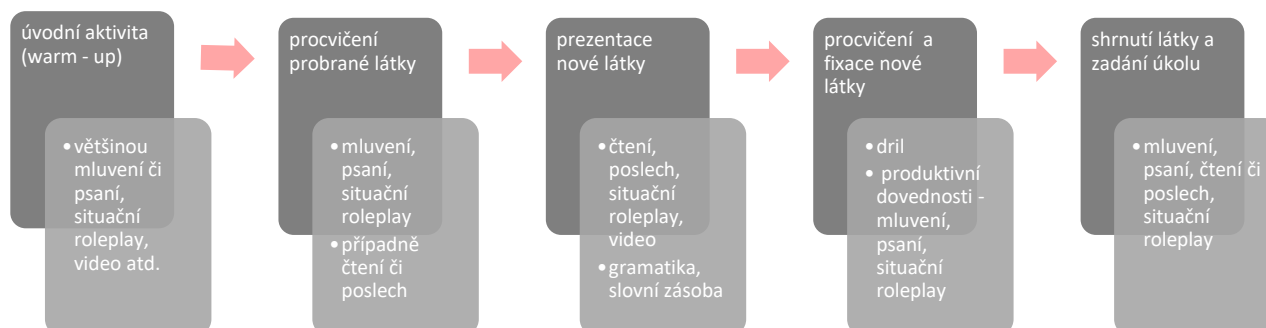 úvodní aktivita
(warm - up)
•většinou
mluvení či
psaní,
situační
roleplay,
video atd.
procvičení
probrané látky
•mluvení,
psaní,
situační
roleplay
•případně
čtení či
poslech
prezentace
nové látky
•čtení,
poslech,
situační
roleplay,
video
•gramatika,
slovní zásoba
procvičení a
fixace nové
látky
•dril
• produktivní
dovednosti -
mluvení,
psaní,
situační
roleplay
shrnutí látky a
zadání úkolu
•mluvení,
psaní, čtení či
poslech,
situační
roleplay